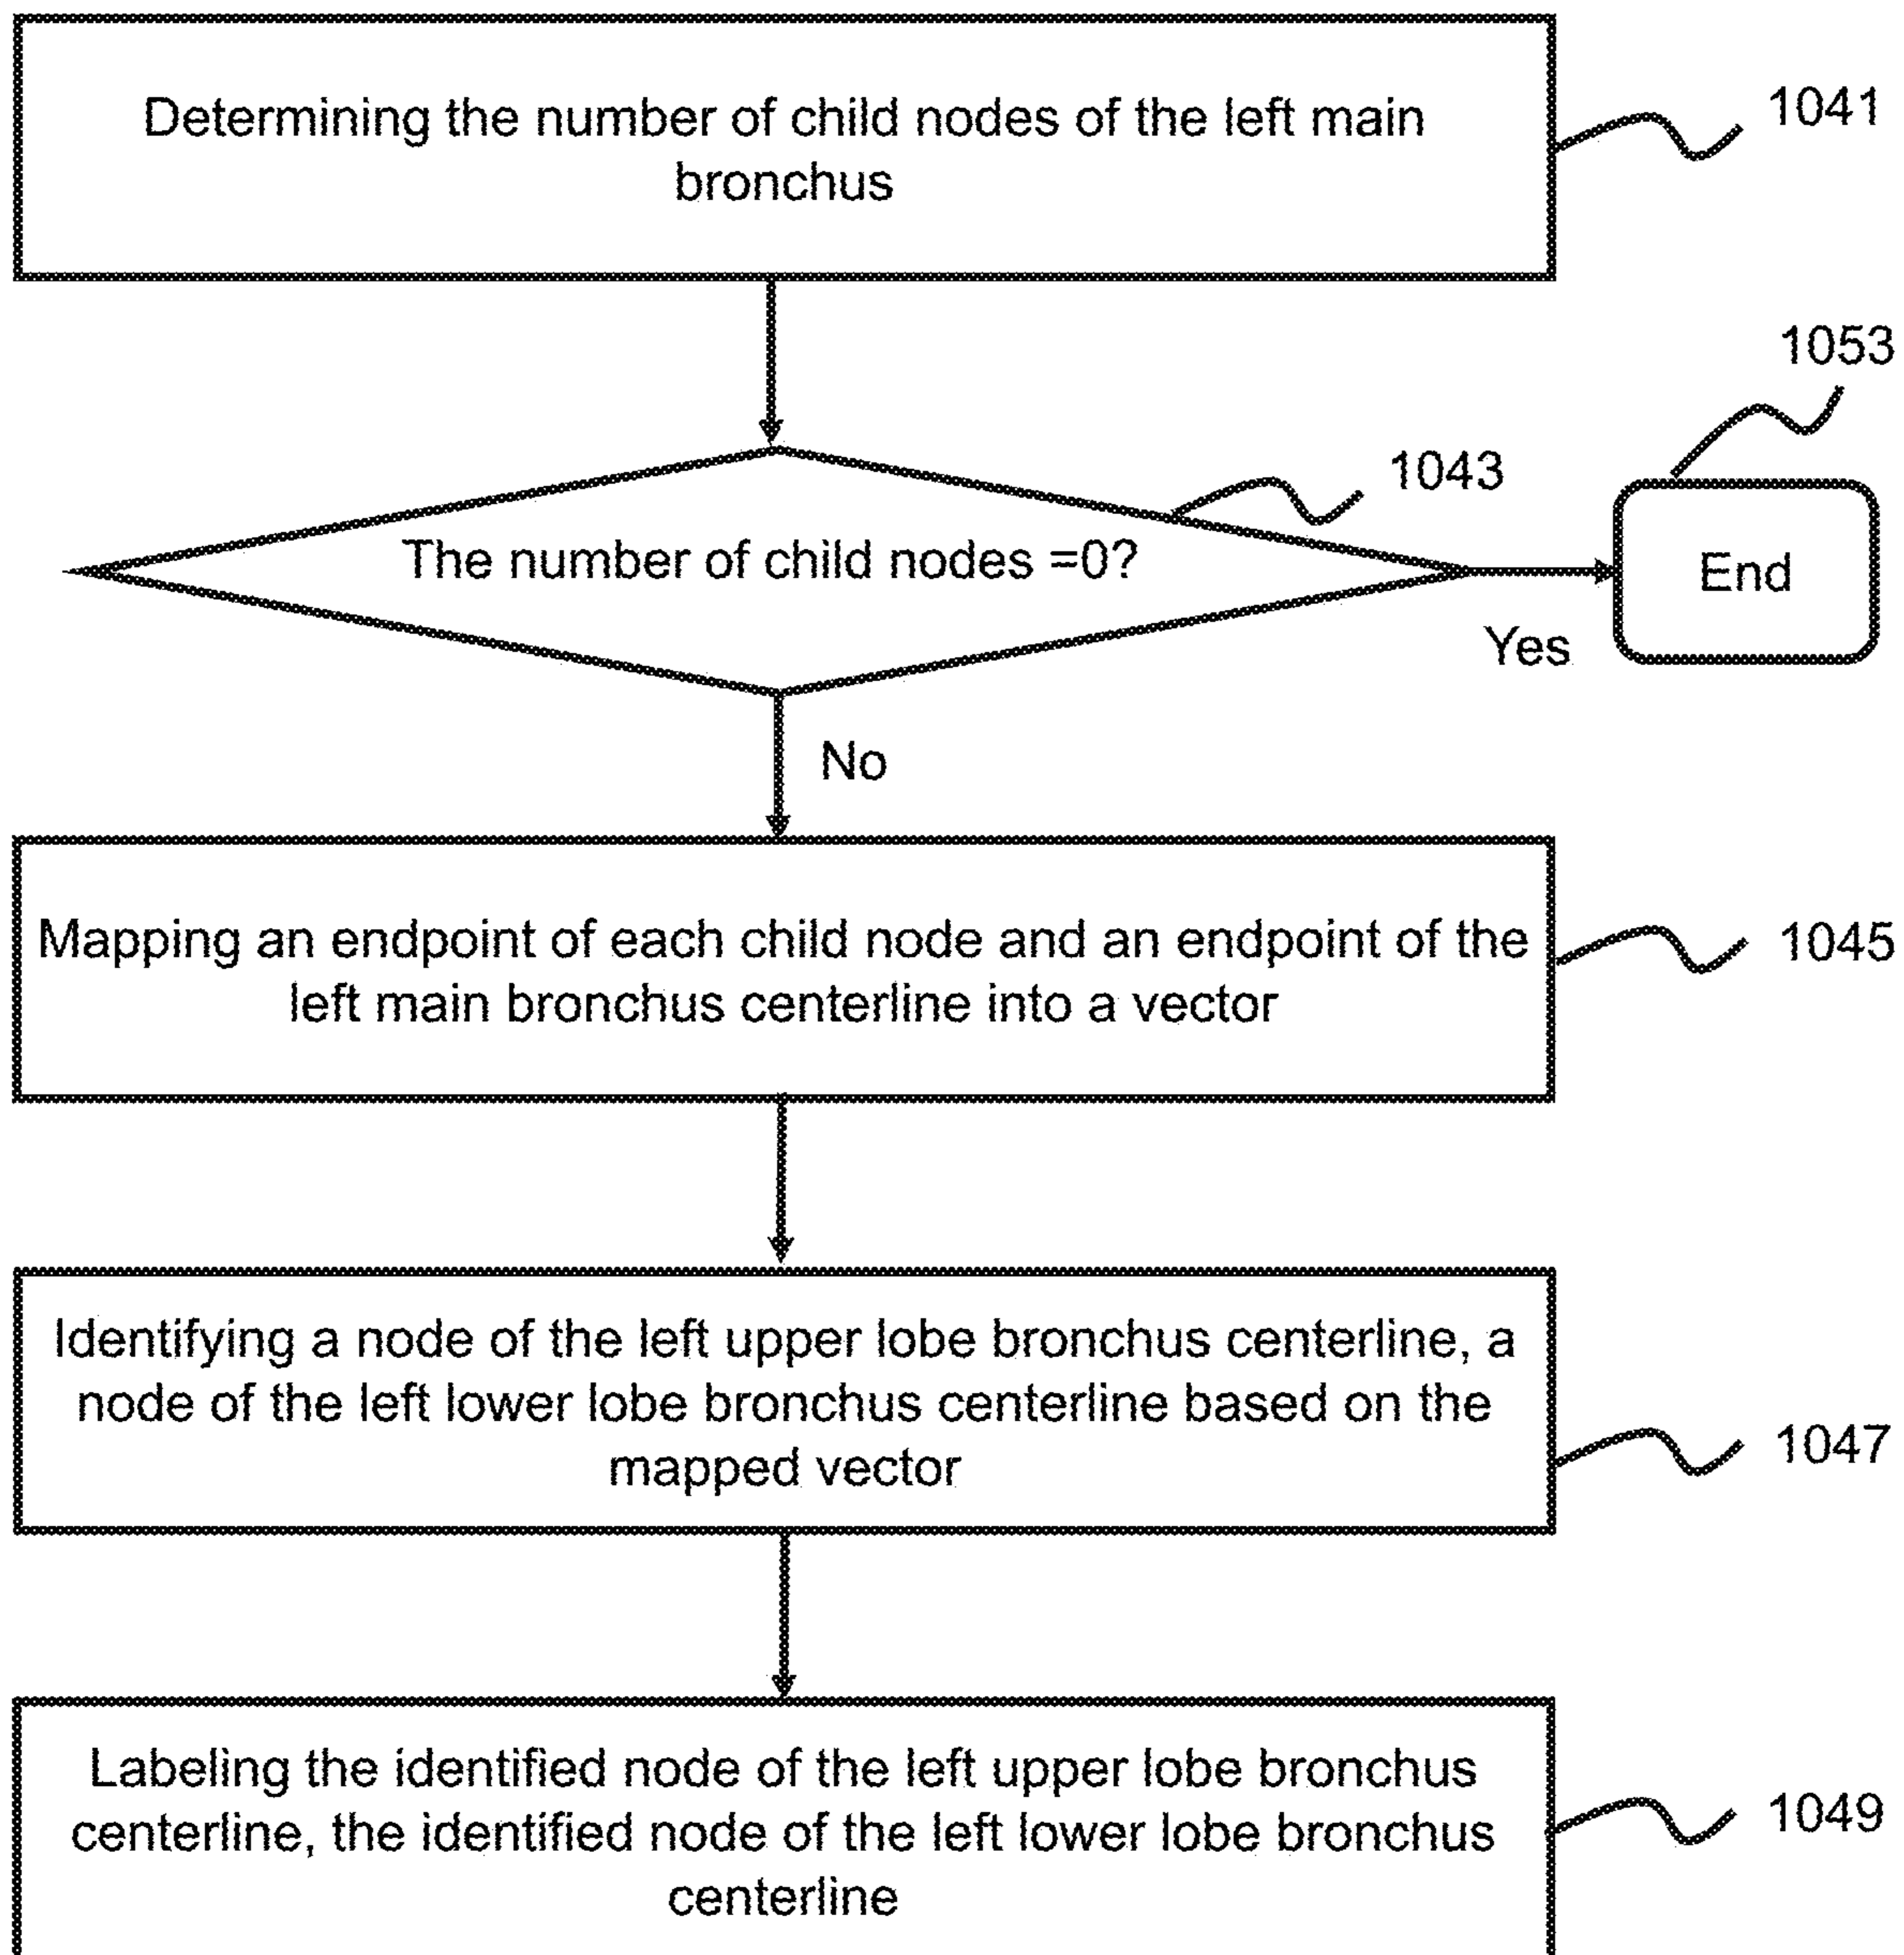 Determining the number of child nodes of the left main
bronchus
1041
1053
1043
The number of child nodes =0?
End
Yes
No
Mapping an endpoint of each child node and an endpoint of the
left main bronchus centerline into a vector
1045
Identifying a node of the left upper lobe bronchus centerline, a
node of the left lower lobe bronchus centerline based on the
mapped vector
1047
Labeling the identified node of the left upper lobe bronchus
centerline, the identified node of the left lower lobe bronchus
centerline
1049